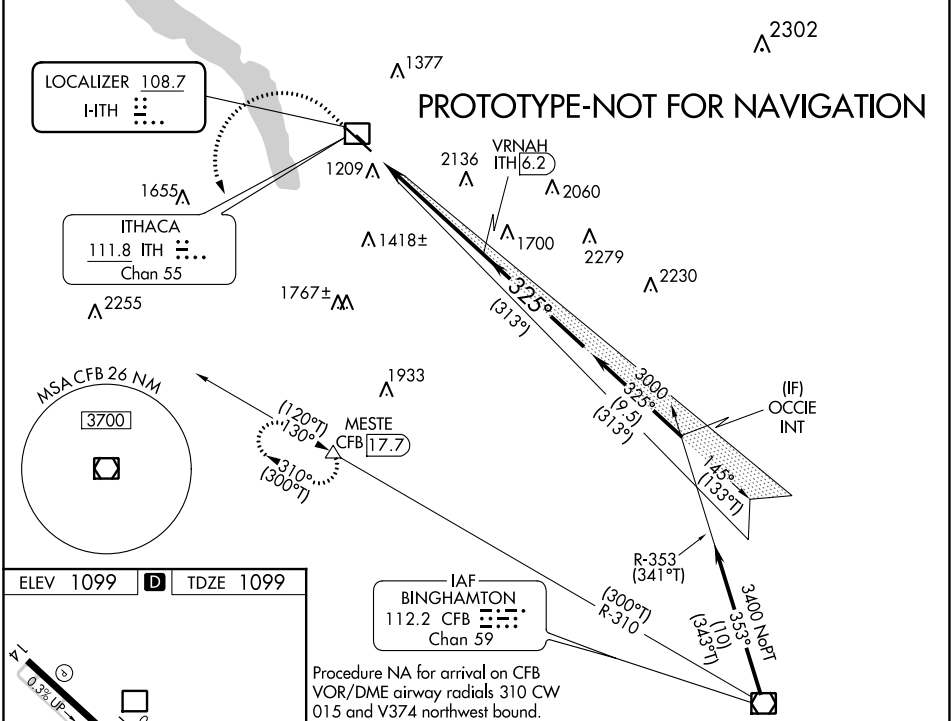 2302
1377
LOCALIZER 108.7
I-ITH
PROTOTYPE-NOT FOR NAVIGATION
VRNAH
ITH 6.2
1209
2136
2060
1655
ITHACA
111.8 ITH
Chan 55
1418±
1700
2279
2230
2255
1767±
325°
(313°)
1933
MSA CFB 26 NM
3700
(120°T)
130°
MESTE
CFB 17.7
310°
(300°T)
3000
325°
(9.5)
(313°)
(IF)
OCCIE
INT
145°
(133°T)
R-353
(341°T)
ELEV 1099 D TDZE 1099
IAF
BINGHAMTON
112.2 CFB
Chan 59
(300°T)
R-310
3400 NoPT
353°
(10)
(343°T)
14
P
0.3% UP
Procedure NA for arrival on CFB
VOR/DME airway radials 310 CW
015 and V374 northwest bound.